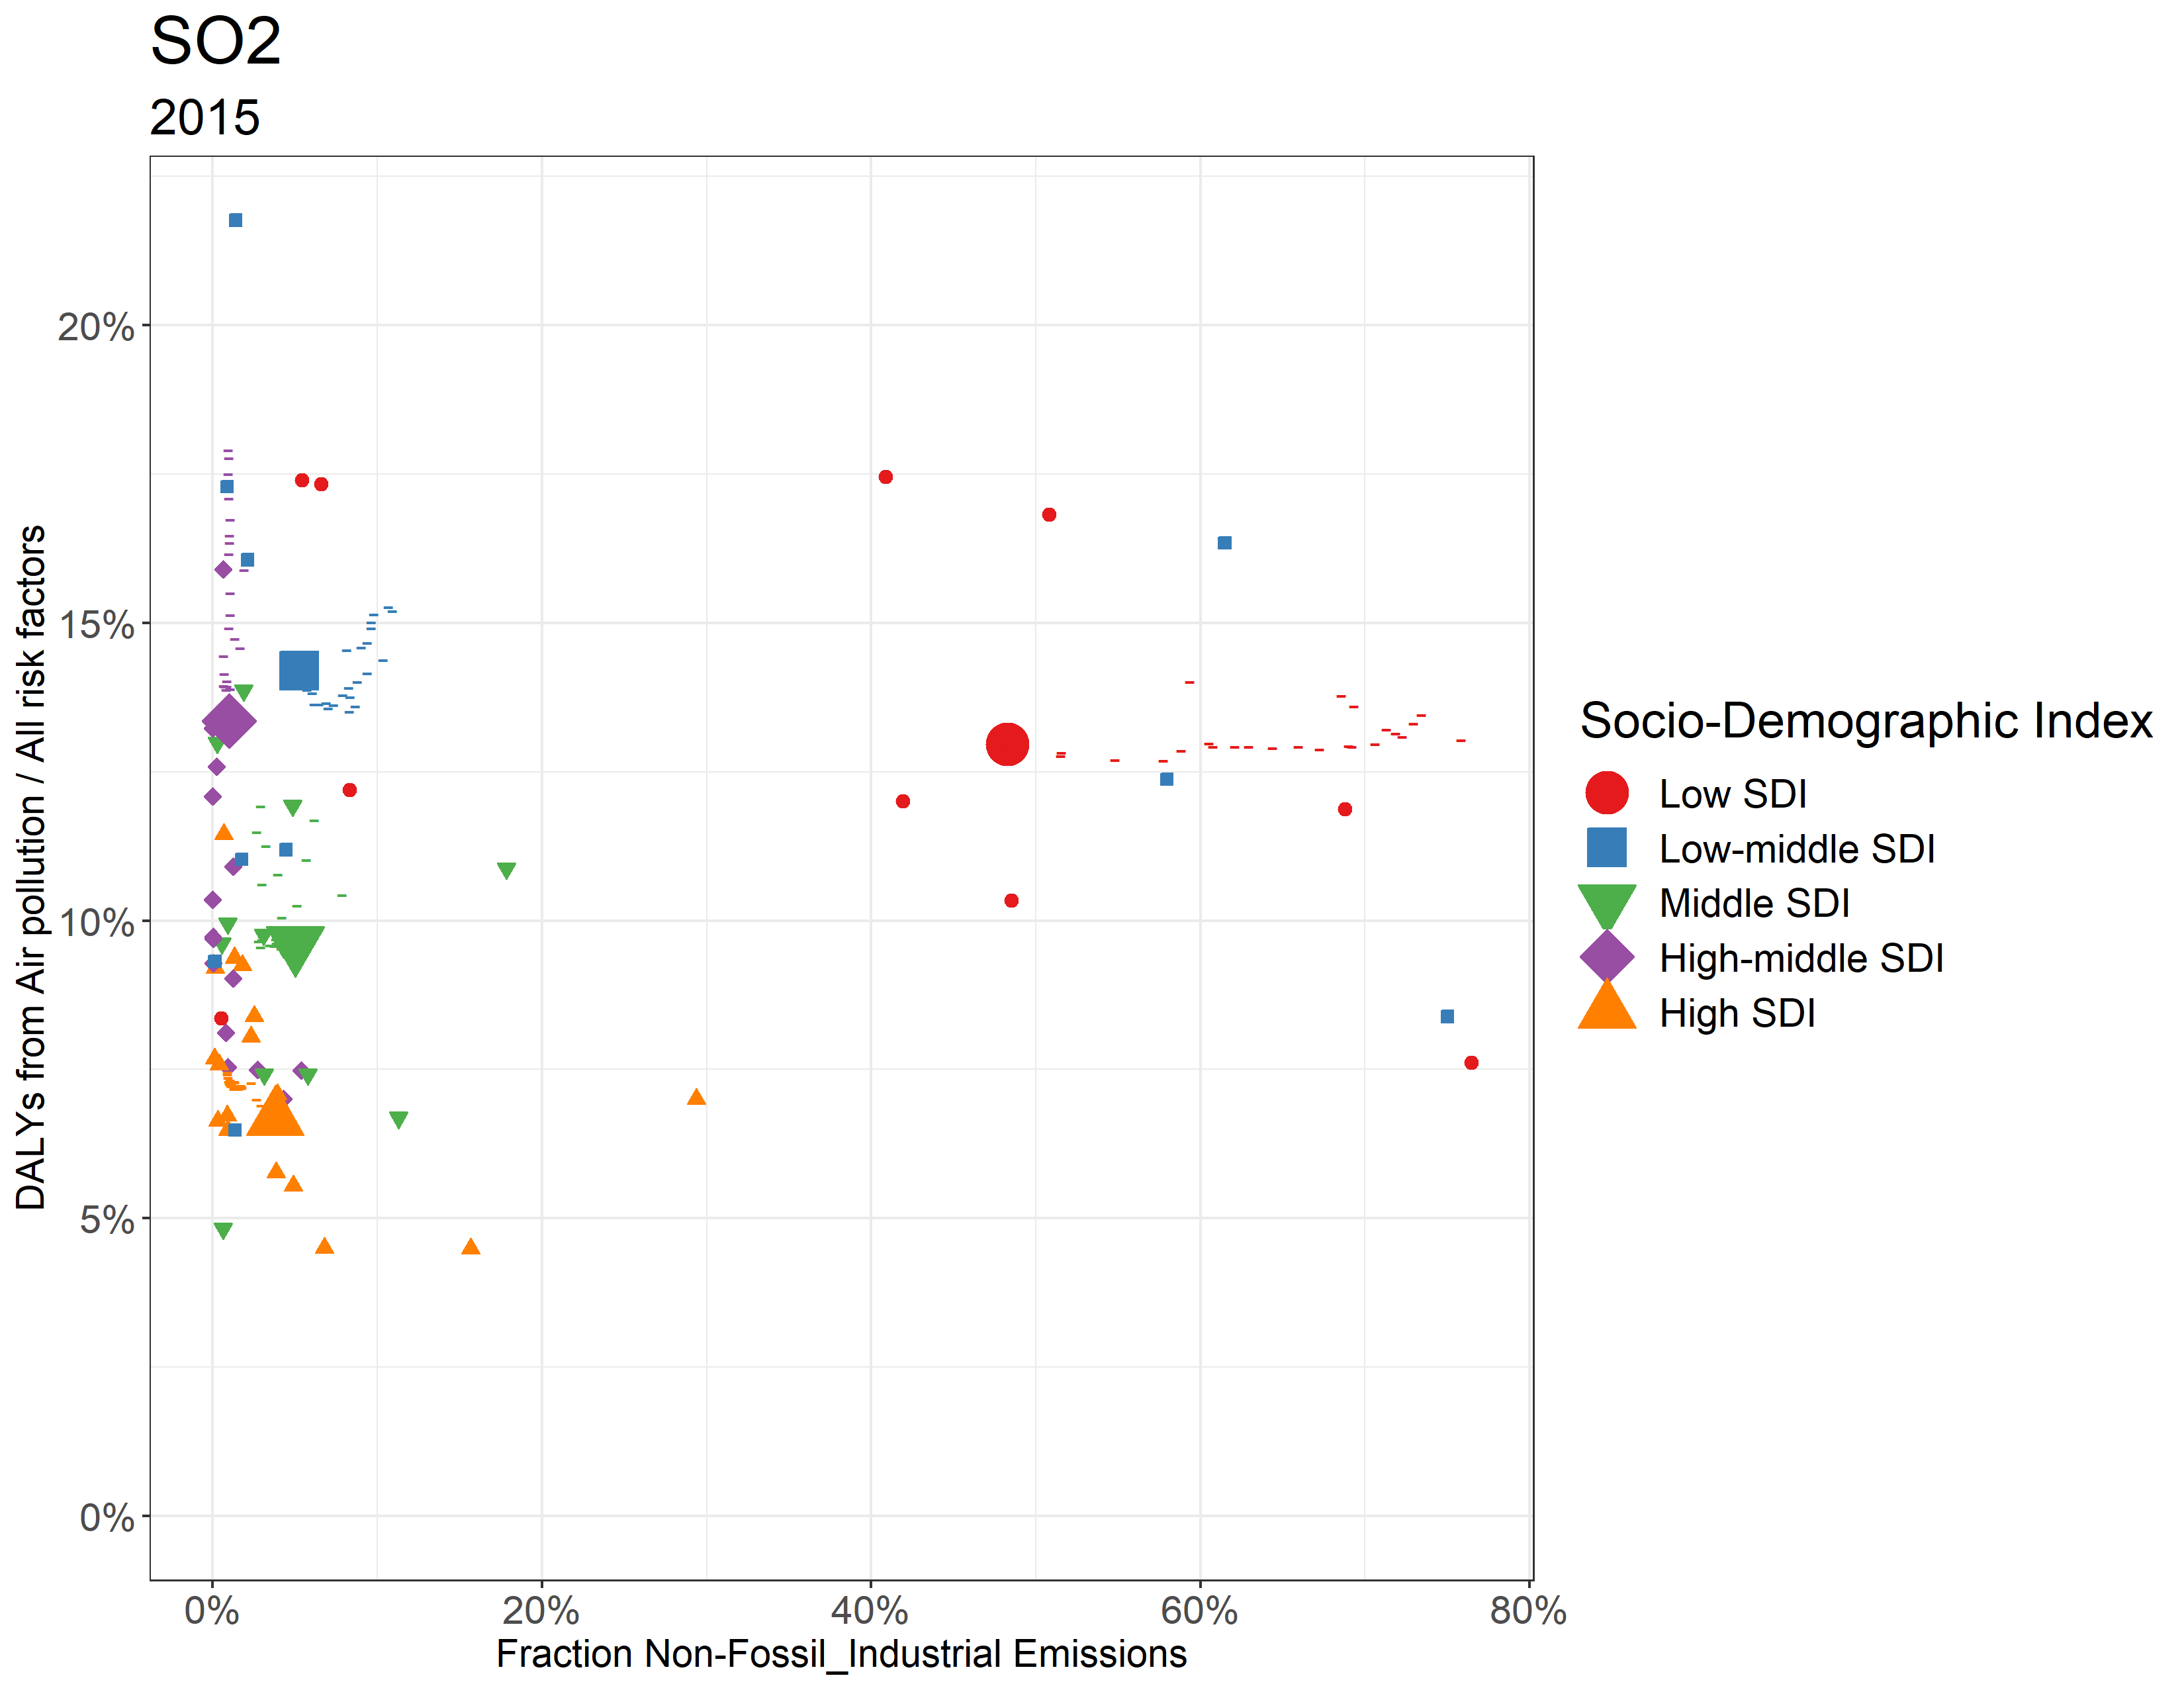 SO2
2015
DALYs from Air pollution / All risk factors
20%
15%
10%
5%
0%
0%
20%
40%
60%
80%
Fraction Non-Fossil_Industrial Emissions
Socio-Demographic Index
Low SDI
Low-middle SDI
Middle SDI
High-middle SDI
High SDI